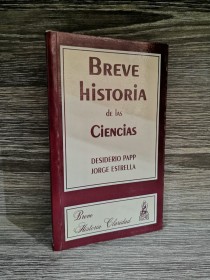 BREVE
HISTORIA
de las
CIENCIAS
DESIDERIO PAPP
JORGE ESTRELLA
Breve
Historia Claridad